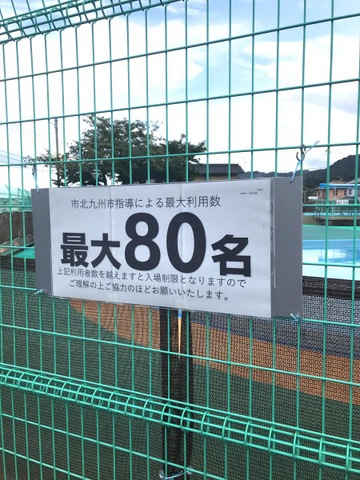 市北九州市指導による最大利用数
最大80名
上記利用者数を越えますと入場制限となりますので
ご理解の上ご協力のほどお願いいたします。